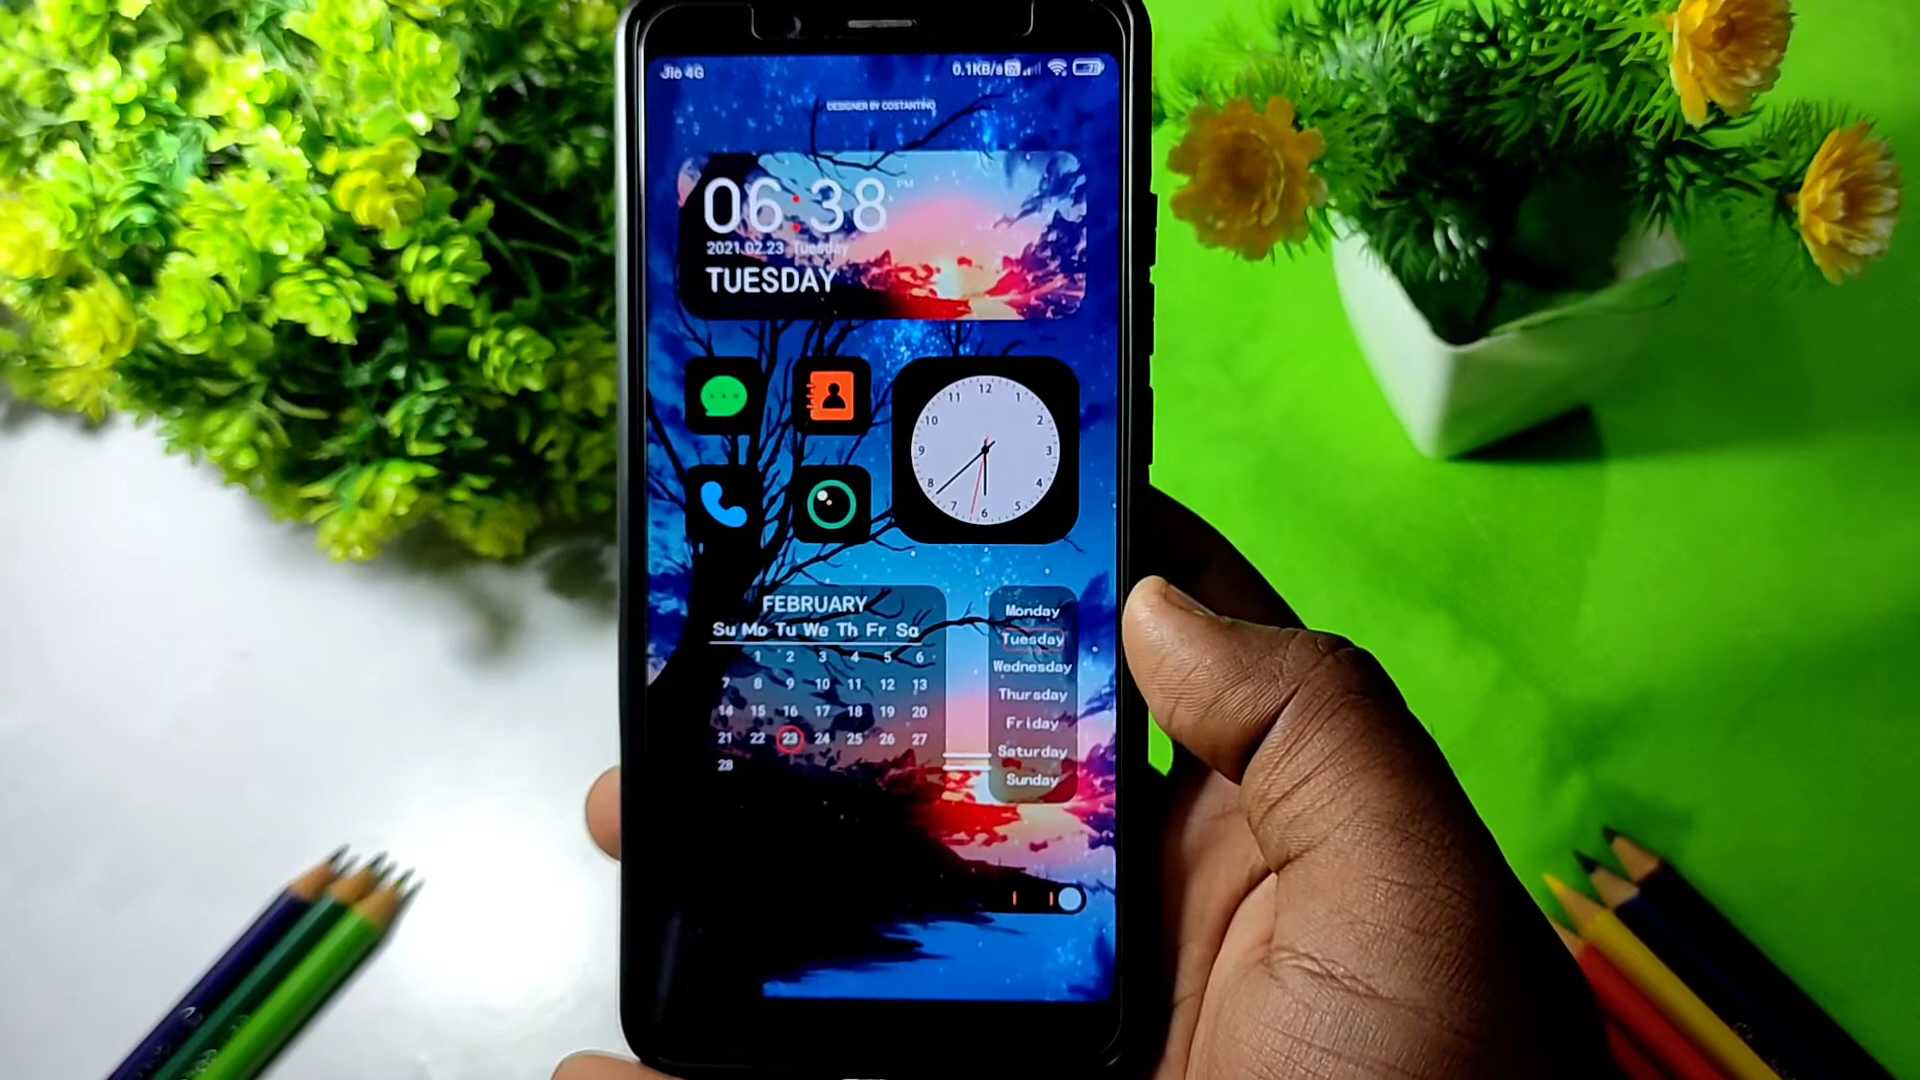 Jio 4G 0.1KB/s
DESIGNER BY COSTANTINO
06:38 PM
2021.02.23 Tuesday
TUESDAY
12
11 1
10 2
9 3
8 4
7 5
6
FEBRUARY
Su Mo Tu We Th Fr Sa
1 2 3 4 5 6
7 8 9 10 11 12 13
14 15 16 17 18 19 20
21 22 23 24 25 26 27
28
Monday
Tuesday
Wednesday
Thursday
Friday
Saturday
Sunday